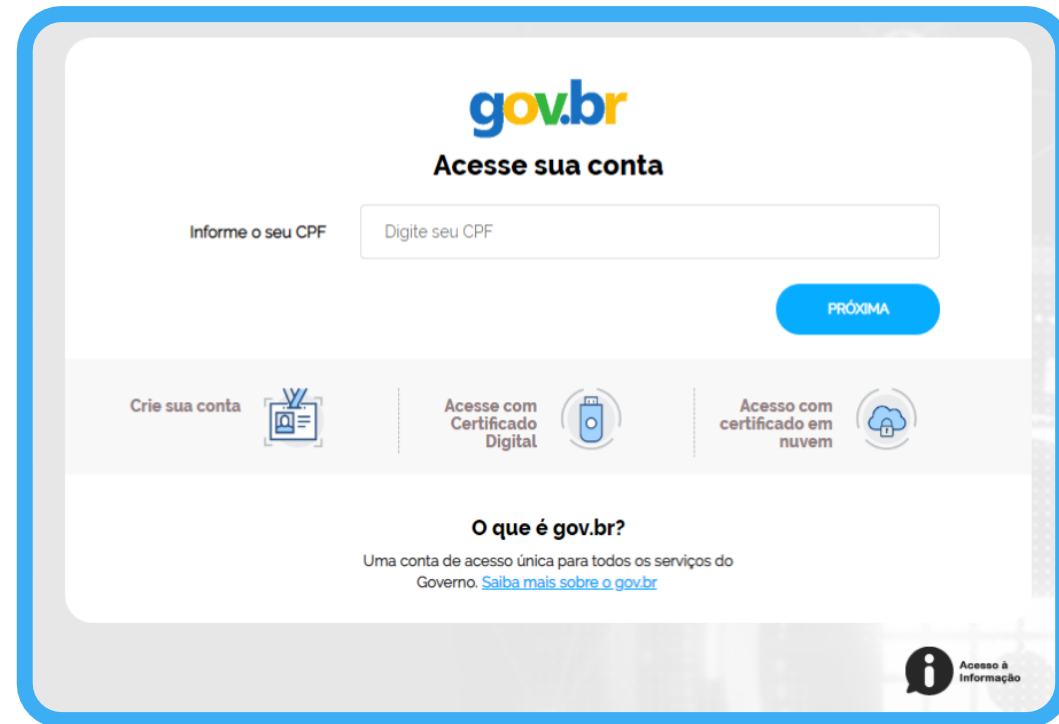 gov.br
Acesse sua conta
Informe o seu CPF
Digite seu CPF
PRÓXIMA
Crie sua conta
Acesse com
Certificado
Digital
Acesso com
certificado em
nuvem
O que é gov.br?
Uma conta de acesso única para todos os serviços do
Governo. Saiba mais sobre o gov.br
Acesso à
Informação